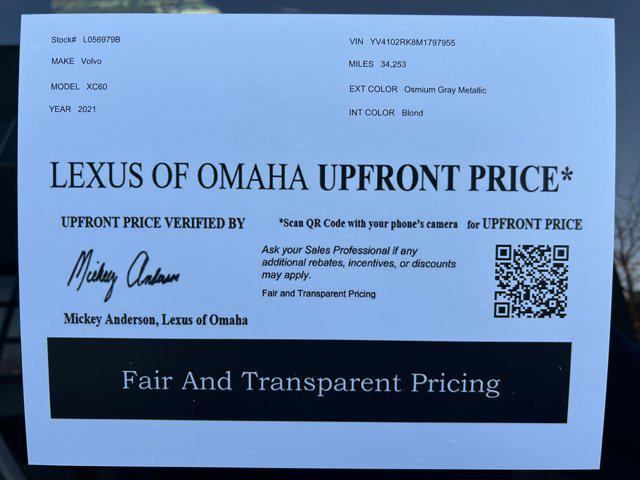 Stock# L056979B
VIN YV4102RK8M1797955
MAKE Volvo
MILES 34,253
MODEL XC60
EXT COLOR Osmium Gray Metallic
YEAR 2021
INT COLOR Blond
LEXUS OF OMAHA UPFRONT PRICE*
UPFRONT PRICE VERIFIED BY
*Scan QR Code with your phone's camera for UPFRONT PRICE
Mickey Anderson
Ask your Sales Professional if any
additional rebates, incentives, or discounts
may apply.
Fair and Transparent Pricing
Mickey Anderson, Lexus of Omaha
Fair And Transparent Pricing